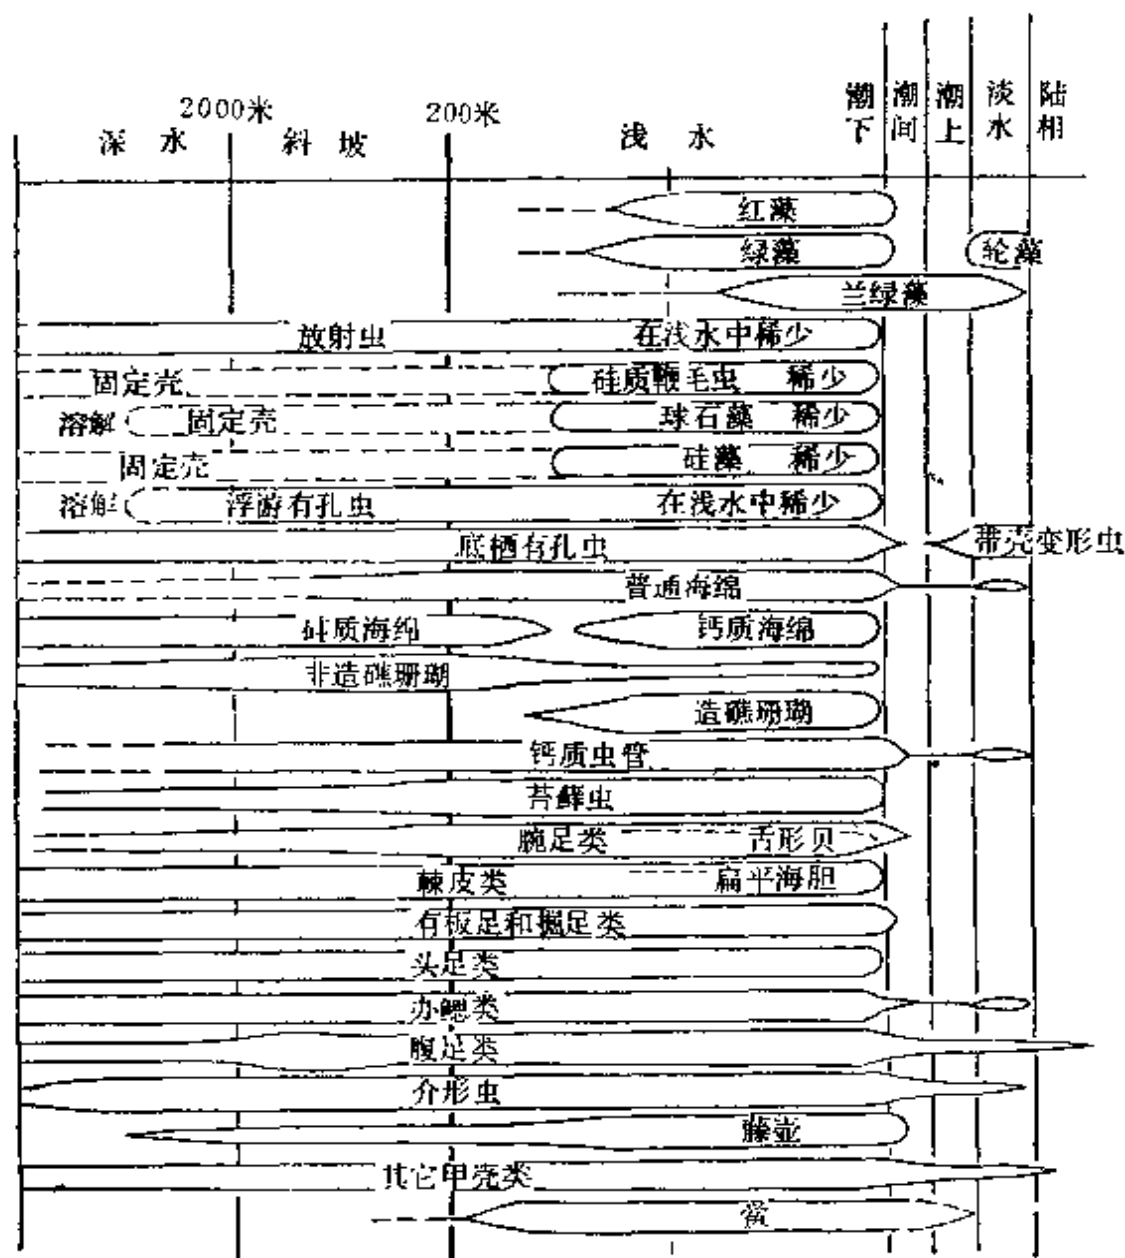 2000米 200米
深水 斜坡 浅水 潮下 潮间 潮上 淡水 陆相
红藻
绿藻 轮藻
兰绿藻
放射虫 在浅水中稀少
固定壳 硅质鞭毛虫 稀少
溶解 固定壳 球石藻 稀少
固定壳 硅藻 稀少
溶解 浮游有孔虫 在浅水中稀少
底栖有孔虫 带壳变形虫
普通海绵
硅质海绵 钙质海绵
非造礁珊瑚
造礁珊瑚
钙质虫管
苔藓虫
腕足类 舌形贝
棘皮类 扁平海胆
有板足和掘足类
头足类
办鳃类
腹足类
介形虫
藤壶
其它甲壳类
鲎